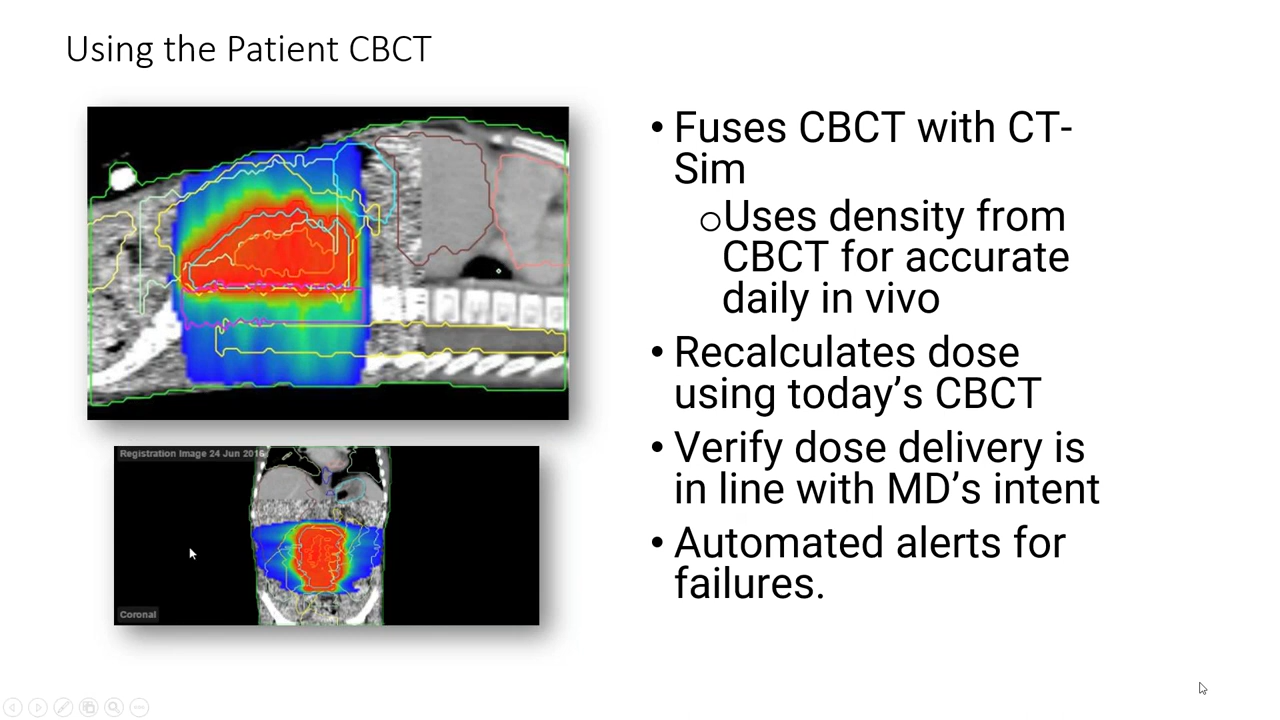 Using the Patient CBCT
• Fuses CBCT with CT-
Sim
oUses density from
CBCT for accurate
daily in vivo
• Recalculates dose
using today’s CBCT
• Verify dose delivery is
in line with MD’s intent
• Automated alerts for
failures.
Registration Image 24 Jun 2016
Coronal